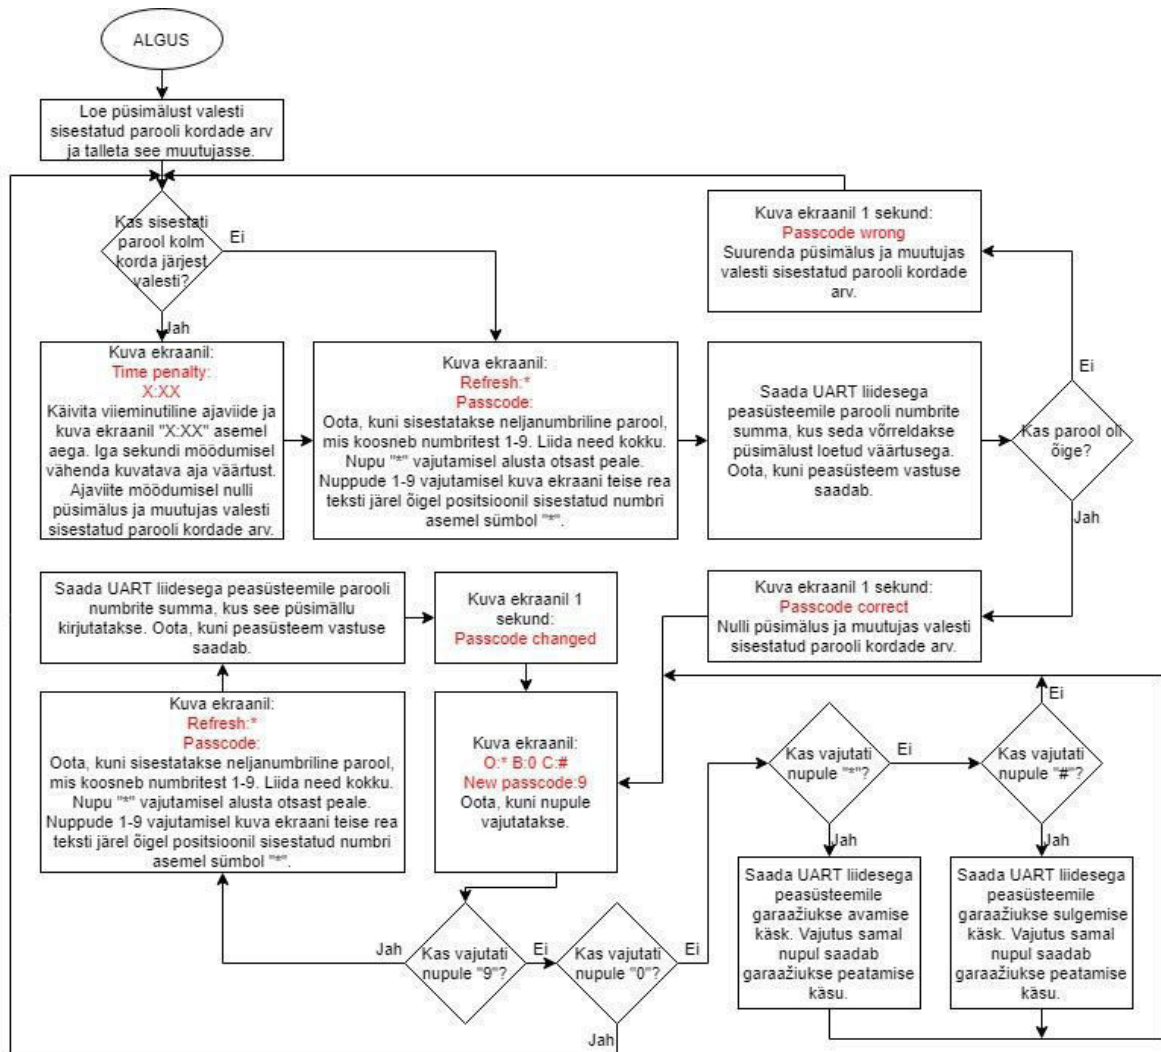 ALGUS
Loe püsimälust valesti
sisestatud parooli kordade arv
ja talleta see muutujasse.
Kas sisestati
parool kolm
korda järjest
valesti?
Ei
Jah
Kuva ekraanil 1 sekund:
Passcode wrong
Suurenda püsimälus ja muutujas
valesti sisestatud parooli kordade
arv.
Kuva ekraanil:
Time penalty:
X:XX
Käivita viieminutiline ajaviide ja
kuva ekraanil "X:XX" asemel
aega. Iga sekundi möödumisel
vähenda kuvatava aja väärtust.
Ajaviite möödumisel nulli
püsimälus ja muutujas valesti
sisestatud parooli kordade arv.
Kuva ekraanil:
Refresh:*
Passcode:
Oota, kuni sisestatakse neljanumbriline parool,
mis koosneb numbritest 1-9. Liida need kokku.
Nupu "*" vajutamisel alusta otsast peale.
Nuppude 1-9 vajutamisel kuva ekraani teise rea
teksti järel õigel positsioonil sisestatud numbri
asemel sümbol "*".
Saada UART liidesega
peasüsteemile parooli numbrite
summa, kus seda võrreldakse
püsimälust loetud väärtusega.
Oota, kuni peasüsteem vastuse
saadab.
Ei
Kas parool oli
õige?
Jah
Saada UART liidesega peasüsteemile parooli
numbrite summa, kus see püsimällu
kirjutatakse. Oota, kuni peasüsteem vastuse
saadab.
Kuva ekraanil 1
sekund:
Passcode changed
Kuva ekraanil 1 sekund:
Passcode correct
Nulli püsimälus ja muutujas valesti
sisestatud parooli kordade arv.
Kuva ekraanil:
Refresh:*
Passcode:
Oota, kuni sisestatakse neljanumbriline parool,
mis koosneb numbritest 1-9. Liida need kokku.
Nupu "*" vajutamisel alusta otsast peale.
Nuppude 1-9 vajutamisel kuva ekraani teise rea
teksti järel õigel positsioonil sisestatud numbri
asemel sümbol "*".
Kuva ekraanil:
O:* B:0 C:#
New passcode:9
Oota, kuni nupule
vajutatakse.
Kas vajutati
nupule "*"?
Ei
Jah
Kas vajutati
nupule "#"?
Ei
Jah
Saada UART liidesega
peasüsteemile
garaažiukse avamise
käsk. Vajutus samal
nupul saadab
garaažiukse peatamise
käsu.
Saada UART liidesega
peasüsteemile
garaažiukse sulgemise
käsk. Vajutus samal
nupul saadab
garaažiukse peatamise
käsu.
Jah
Kas vajutati
nupule "9"?
Ei
Kas vajutati
nupule "0"?
Ei
Jah